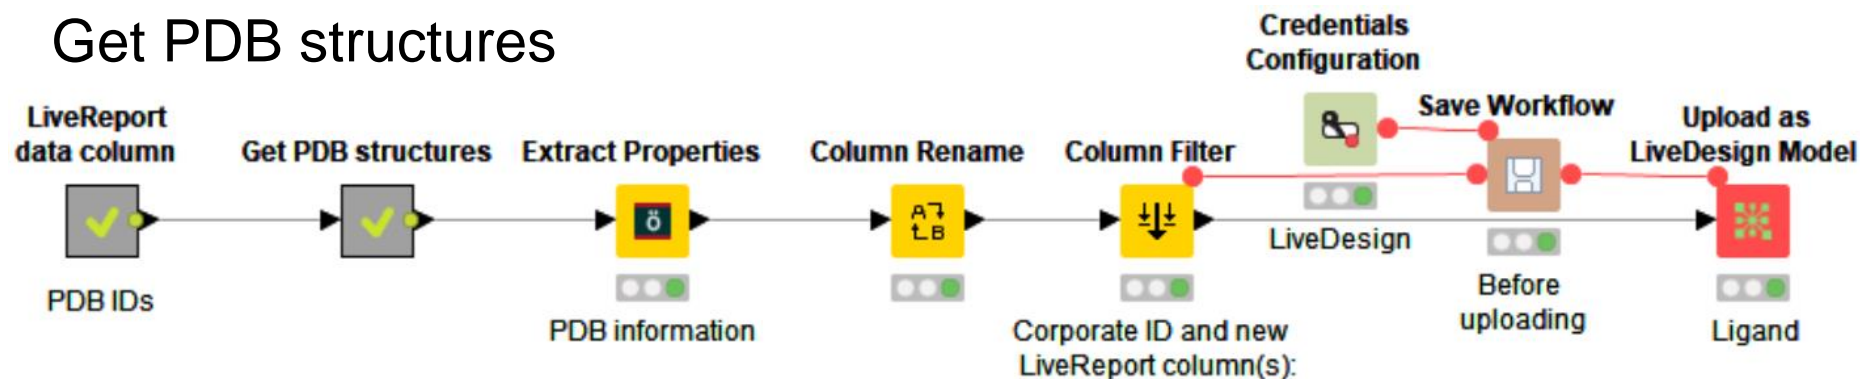 Get PDB structures
Credentials
Configuration
LiveReport
data column
Get PDB structures
Extract Properties
Column Rename
Column Filter
Save Workflow
Upload as
LiveDesign Model
ö
A
B
PDB IDs
PDB information
Corporate ID and new
LiveReport column(s):
LiveDesign
Before
uploading
Ligand